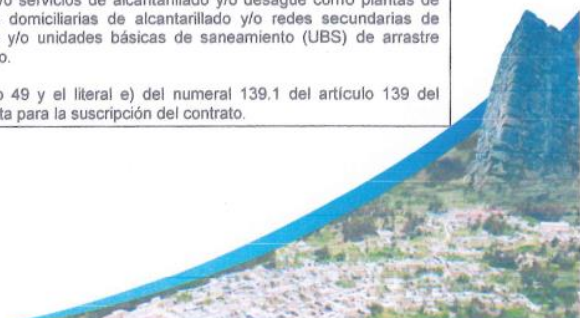 y/o servicios de alcantarillado y/o desagüe como plantas de
domiciliarias de alcantarillado y/o redes secundarias de
y/o unidades básicas de saneamiento (UBS) de arrastre
o.
o 49 y el literal e) del numeral 139.1 del artículo 139 del
ta para la suscripción del contrato.